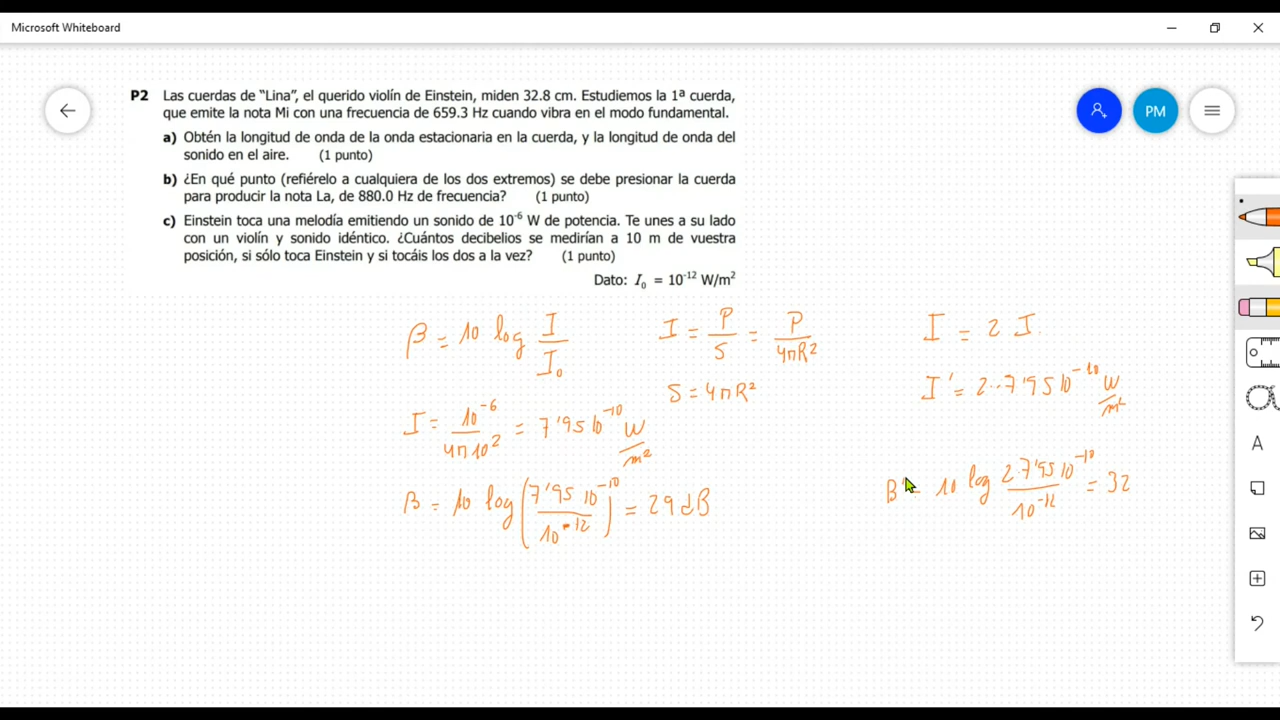 Microsoft Whiteboard
P2 Las cuerdas de “Lina”, el querido violín de Einstein, miden 32.8 cm. Estudiemos la 1ª cuerda,
que emite la nota Mi con una frecuencia de 659.3 Hz cuando vibra en el modo fundamental.
a) Obtén la longitud de onda de la onda estacionaria en la cuerda, y la longitud de onda del
sonido en el aire. (1 punto)
b) ¿En qué punto (refiérelo a cualquiera de los dos extremos) se debe presionar la cuerda
para producir la nota La, de 880.0 Hz de frecuencia? (1 punto)
c) Einstein toca una melodía emitiendo un sonido de 10⁻⁶ W de potencia. Te unes a su lado
con un violín y sonido idéntico. ¿Cuántos decibelios se medirían a 10 m de vuestra
posición, si sólo toca Einstein y si tocáis los dos a la vez? (1 punto)
Dato: I₀ = 10⁻¹² W/m²
PM
β = 10 log I/I₀
I = P/S = P/4πR²
S = 4πR²
I = 10⁻⁶/4π10² = 7'95 10⁻¹⁰ W/m²
β = 10 log (7'95 10⁻¹⁰/10⁻¹²) = 29 dB
I = 2 I
I' = 2·7'95 10⁻¹⁰ W/m²
β' = 10 log 2·7'95 10⁻¹⁰/10⁻¹² = 32
A